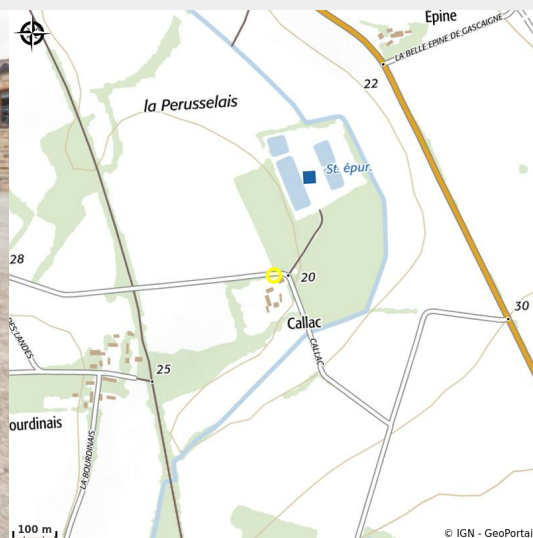 Epine
LA BELLE EPINE DE GASCAIGNE
22
la Perusselais
St. épur.
28
20
30
Callac
CALLAC
DES LANDES
25
ourdinais
LA BOURDINAIS
100 m
© IGN - GeoPortai